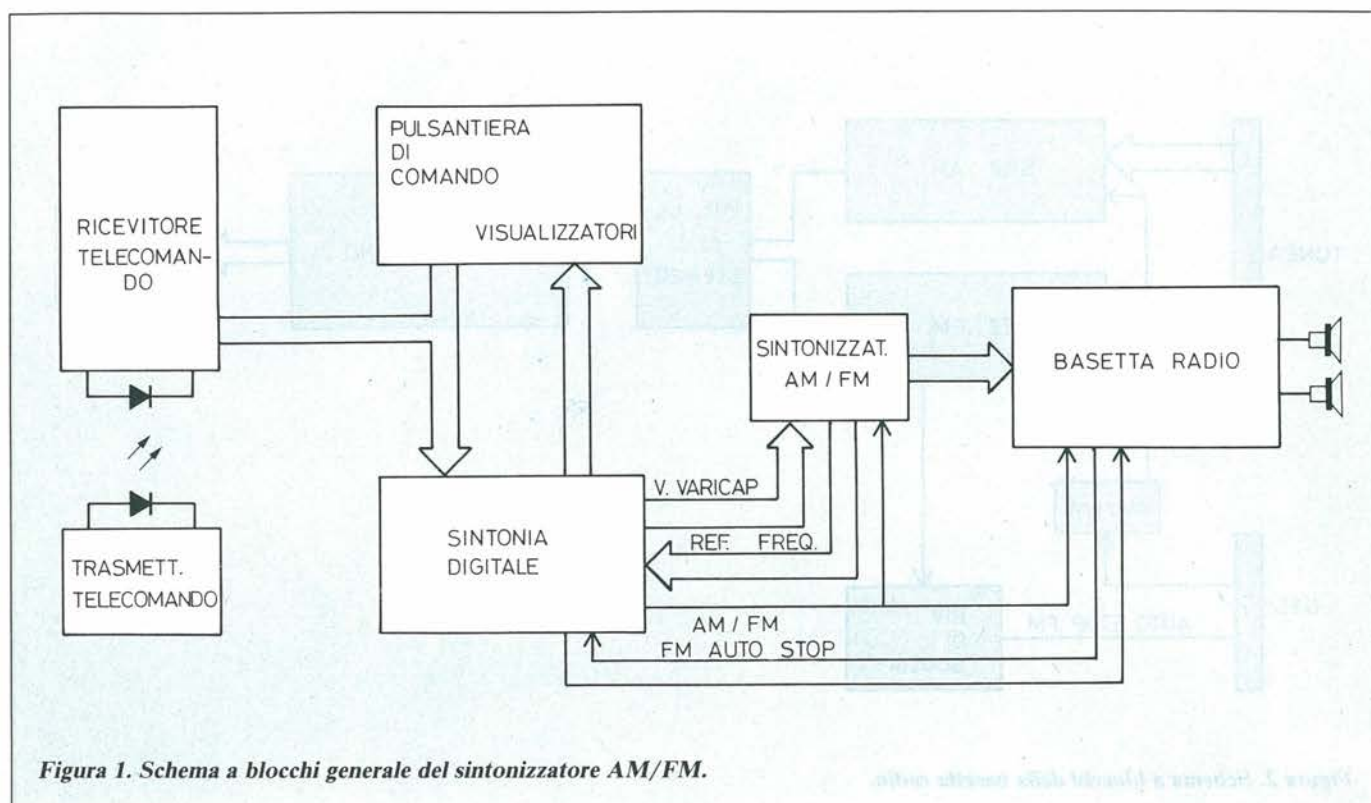 PULSANTIERA
DI
COMANDO
VISUALIZZATORI
RICEVITORE
TELECOMAN-
DO
SINTONIZZAT.
AM / FM
BASETTA RADIO
V. VARICAP
REF. FREQ.
SINTONIA
DIGITALE
TRASMETT.
TELECOMANDO
AM / FM
FM AUTO STOP
Figura 1. Schema a blocchi generale del sintonizzatore AM/FM.